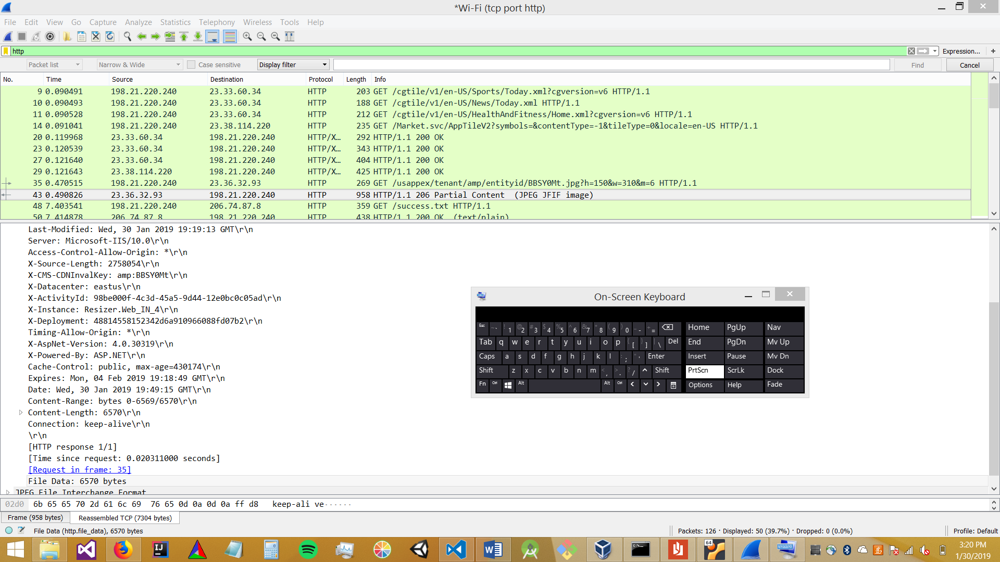 *Wi-Fi (tcp port http)
File Edit View Go Capture Analyze Statistics Telephony Wireless Tools Help
http Expression... +
Packet list Narrow & Wide Case sensitive Display filter Find Cancel
No. Time Source Destination Protocol Length Info
9 0.090491 198.21.220.240 23.33.60.34 HTTP 203 GET /cgtile/v1/en-US/Sports/Today.xml?cgversion=v6 HTTP/1.1
10 0.090493 198.21.220.240 23.33.60.34 HTTP 188 GET /cgtile/v1/en-US/News/Today.xml HTTP/1.1
11 0.090528 198.21.220.240 23.33.60.34 HTTP 212 GET /cgtile/v1/en-US/HealthAndFitness/Home.xml?cgversion=v6 HTTP/1.1
14 0.091041 198.21.220.240 23.38.114.220 HTTP 235 GET /Market.svc/AppTileV2?symbols=&contentType=-1&tileType=0&locale=en-US HTTP/1.1
20 0.119968 23.33.60.34 198.21.220.240 HTTP/X… 292 HTTP/1.1 200 OK
23 0.120539 23.33.60.34 198.21.220.240 HTTP/X… 343 HTTP/1.1 200 OK
27 0.121640 23.33.60.34 198.21.220.240 HTTP/X… 404 HTTP/1.1 200 OK
29 0.121643 23.38.114.220 198.21.220.240 HTTP/X… 425 HTTP/1.1 200 OK
35 0.470515 198.21.220.240 23.36.32.93 HTTP 269 GET /usappex/tenant/amp/entityid/BBSY0Mt.jpg?h=150&w=310&m=6 HTTP/1.1
43 0.490826 23.36.32.93 198.21.220.240 HTTP 958 HTTP/1.1 206 Partial Content (JPEG JFIF image)
48 7.403541 198.21.220.240 206.74.87.8 HTTP 359 GET /success.txt HTTP/1.1
50 7.414878 206.74.87.8 198.21.220.240 HTTP 438 HTTP/1.1 200 OK (text/plain)
Last-Modified: Wed, 30 Jan 2019 19:19:13 GMT\r\n
Server: Microsoft-IIS/10.0\r\n
Access-Control-Allow-Origin: *\r\n
X-Source-Length: 2758054\r\n
X-CMS-CDNInvalKey: amp:BBSY0Mt\r\n
X-Datacenter: eastus\r\n
X-ActivityId: 98be000f-4c3d-45a5-9d44-12e0bc0c05ad\r\n
X-Instance: Resizer.Web_IN_4\r\n
X-Deployment: 48814558152342d6a910966088fd07b2\r\n
Timing-Allow-Origin: *\r\n
X-AspNet-Version: 4.0.30319\r\n
X-Powered-By: ASP.NET\r\n
Cache-Control: public, max-age=430174\r\n
Expires: Mon, 04 Feb 2019 19:18:49 GMT\r\n
Date: Wed, 30 Jan 2019 19:49:15 GMT\r\n
Content-Range: bytes 0-6569/6570\r\n
Content-Length: 6570\r\n
Connection: keep-alive\r\n
\r\n
[HTTP response 1/1]
[Time since request: 0.020311000 seconds]
[Request in frame: 35]
File Data: 6570 bytes
JPEG File Interchange Format
On-Screen Keyboard
Esc ~ ` ! 1 @ 2 # 3 $ 4 % 5 ^ 6 & 7 * 8 ( 9 ) 0 _ - + = Home PgUp Nav
Tab q w e r t y u i o p { [ } ] | \ Del End PgDn Mv Up
Caps a s d f g h j k l : ; " ' Enter Insert Pause Mv Dn
Shift z x c v b n m < , > . ? / ^ Shift PrtScn ScrLk Dock
Fn Ctrl Alt Alt Ctrl Options Help Fade
02d0 6b 65 65 70 2d 61 6c 69 76 65 0d 0a 0d 0a ff d8 keep-ali ve······
Frame (958 bytes) Reassembled TCP (7304 bytes)
File Data (http.file_data), 6570 bytes Packets: 126 · Displayed: 50 (39.7%) · Dropped: 0 (0.0%) Profile: Default
IJ 64
3:20 PM
1/30/2019